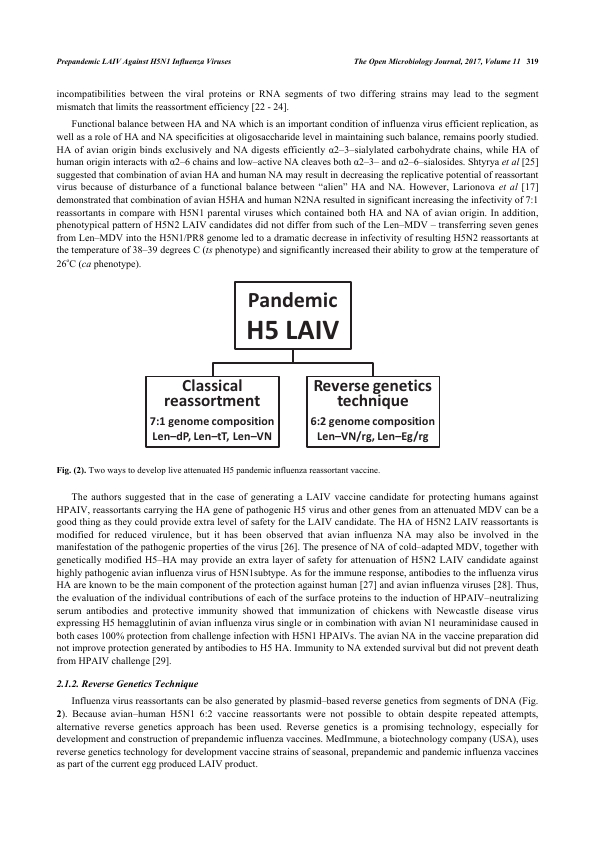 Prepandemic LAIV Against H5N1 Influenza Viruses The Open Microbiology Journal, 2017, Volume 11 319
incompatibilities between the viral proteins or RNA segments of two differing strains may lead to the segment
mismatch that limits the reassortment efficiency [22 - 24].
Functional balance between HA and NA which is an important condition of influenza virus efficient replication, as
well as a role of HA and NA specificities at oligosaccharide level in maintaining such balance, remains poorly studied.
HA of avian origin binds exclusively and NA digests efficiently α2–3–sialylated carbohydrate chains, while HA of
human origin interacts with α2–6 chains and low–active NA cleaves both α2–3– and α2–6–sialosides. Shtyrya et al [25]
suggested that combination of avian HA and human NA may result in decreasing the replicative potential of reassortant
virus because of disturbance of a functional balance between “alien” HA and NA. However, Larionova et al [17]
demonstrated that combination of avian H5HA and human N2NA resulted in significant increasing the infectivity of 7:1
reassortants in compare with H5N1 parental viruses which contained both HA and NA of avian origin. In addition,
phenotypical pattern of H5N2 LAIV candidates did not differ from such of the Len–MDV – transferring seven genes
from Len–MDV into the H5N1/PR8 genome led to a dramatic decrease in infectivity of resulting H5N2 reassortants at
the temperature of 38–39 degrees C (ts phenotype) and significantly increased their ability to grow at the temperature of
26˚C (ca phenotype).
Pandemic
H5 LAIV
Classical
reassortment
7:1 genome composition
Len–dP, Len–tT, Len–VN
Reverse genetics
technique
6:2 genome composition
Len–VN/rg, Len–Eg/rg
Fig. (2). Two ways to develop live attenuated H5 pandemic influenza reassortant vaccine.
The authors suggested that in the case of generating a LAIV vaccine candidate for protecting humans against
HPAIV, reassortants carrying the HA gene of pathogenic H5 virus and other genes from an attenuated MDV can be a
good thing as they could provide extra level of safety for the LAIV candidate. The HA of H5N2 LAIV reassortants is
modified for reduced virulence, but it has been observed that avian influenza NA may also be involved in the
manifestation of the pathogenic properties of the virus [26]. The presence of NA of cold–adapted MDV, together with
genetically modified H5–HA may provide an extra layer of safety for attenuation of H5N2 LAIV candidate against
highly pathogenic avian influenza virus of H5N1subtype. As for the immune response, antibodies to the influenza virus
HA are known to be the main component of the protection against human [27] and avian influenza viruses [28]. Thus,
the evaluation of the individual contributions of each of the surface proteins to the induction of HPAIV–neutralizing
serum antibodies and protective immunity showed that immunization of chickens with Newcastle disease virus
expressing H5 hemagglutinin of avian influenza virus single or in combination with avian N1 neuraminidase caused in
both cases 100% protection from challenge infection with H5N1 HPAIVs. The avian NA in the vaccine preparation did
not improve protection generated by antibodies to H5 HA. Immunity to NA extended survival but did not prevent death
from HPAIV challenge [29].
2.1.2. Reverse Genetics Technique
Influenza virus reassortants can be also generated by plasmid–based reverse genetics from segments of DNA (Fig.
2). Because avian–human H5N1 6:2 vaccine reassortants were not possible to obtain despite repeated attempts,
alternative reverse genetics approach has been used. Reverse genetics is a promising technology, especially for
development and construction of prepandemic influenza vaccines. MedImmune, a biotechnology company (USA), uses
reverse genetics technology for development vaccine strains of seasonal, prepandemic and pandemic influenza vaccines
as part of the current egg produced LAIV product.